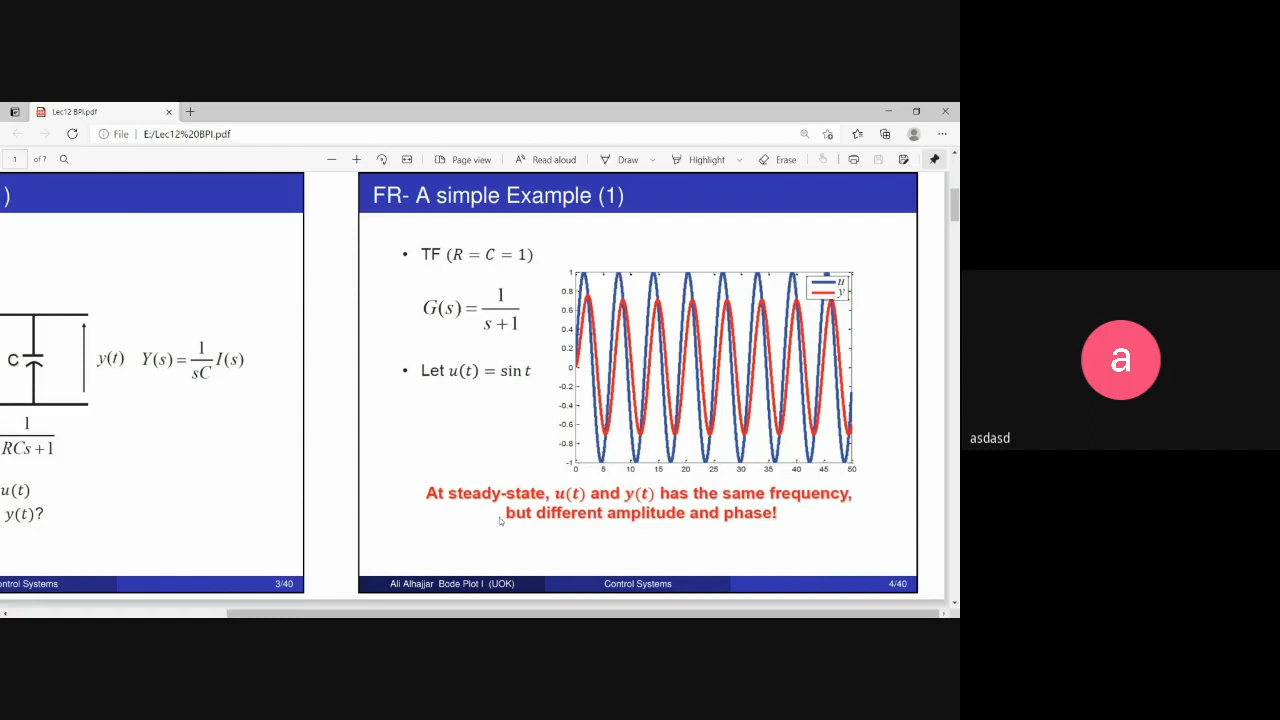 Lec12 BPI.pdf
File
E:/Lec12%20BPI.pdf
1 of 7
Page view
Read aloud
Draw
Highlight
Erase
)
C
y(t)
Y(s) = 1/sC I(s)
1
RCs+1
u(t)
y(t)?
ontrol Systems
3/40
FR- A simple Example (1)
• TF (R = C = 1)
G(s) = 1/s+1
• Let u(t) = sin t
u
y
1
0.8
0.6
0.4
0.2
0
-0.2
-0.4
-0.6
-0.8
-1
0 5 10 15 20 25 30 35 40 45 50
At steady-state, u(t) and y(t) has the same frequency,
but different amplitude and phase!
Ali Alhajjar Bode Plot I (UOK)
Control Systems
4/40
a
asdasd